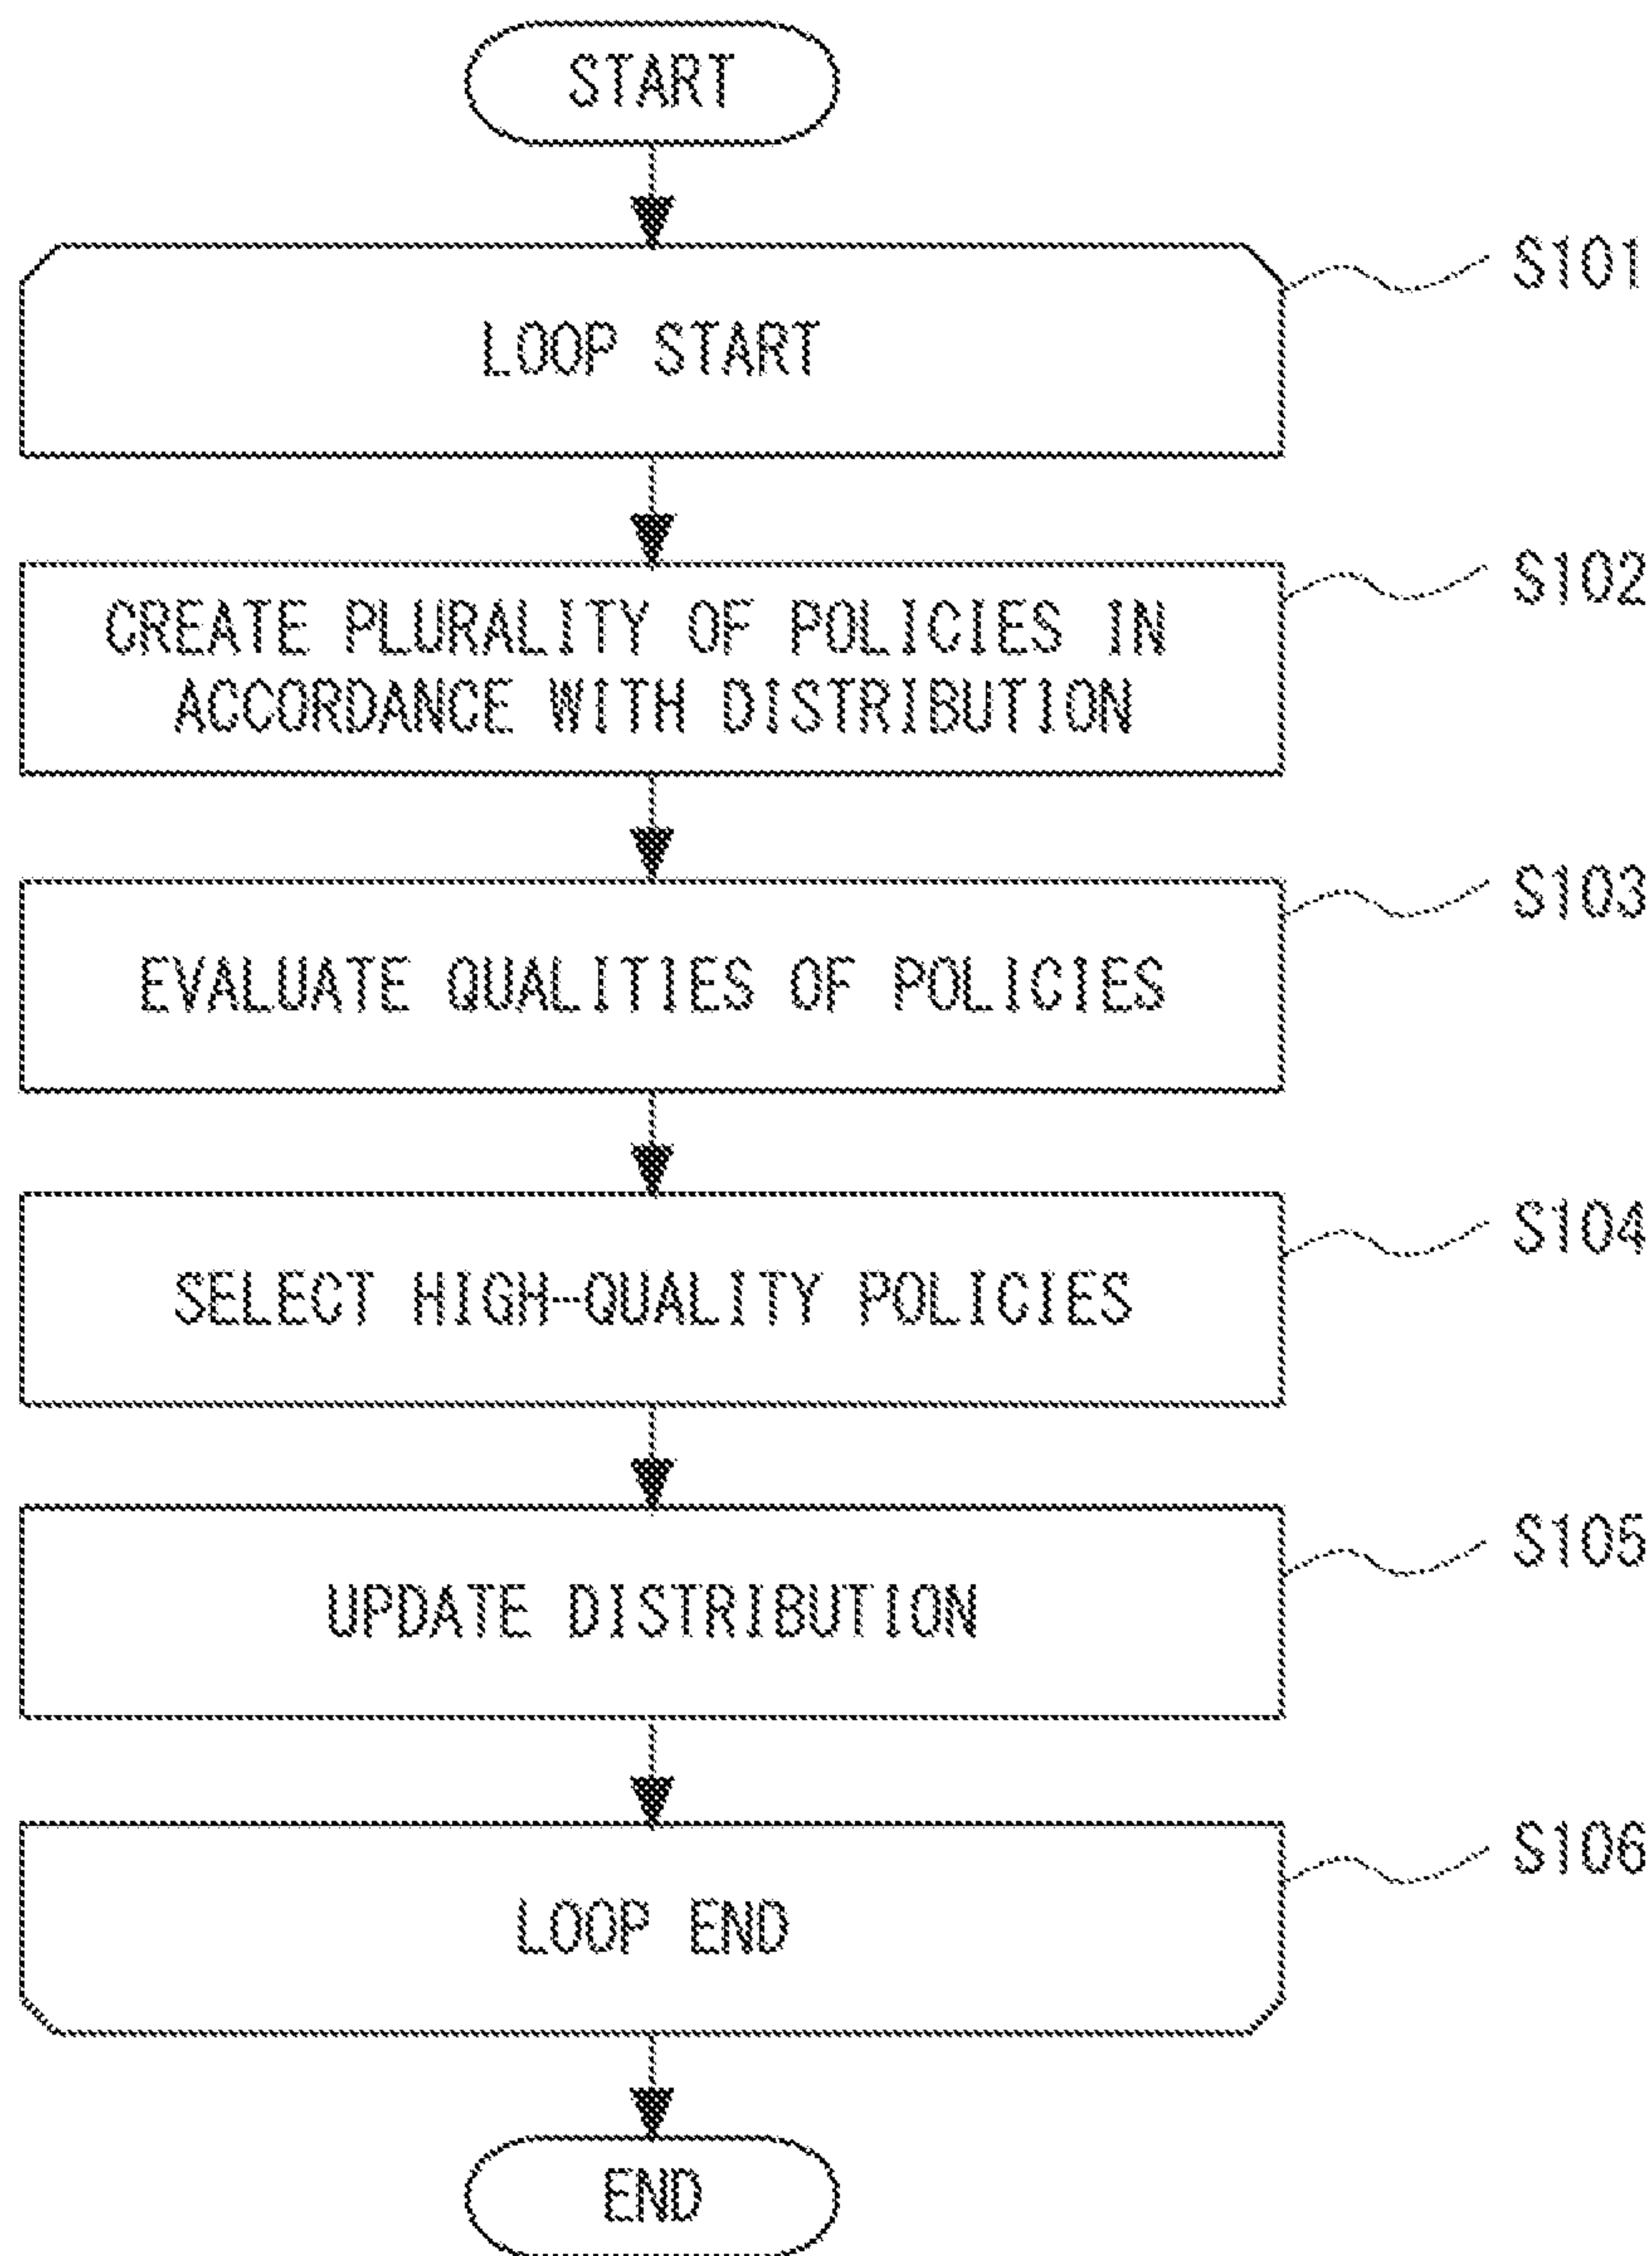 START
LOOP START
S101
CREATE PLURALITY OF POLICIES IN
ACCORDANCE WITH DISTRIBUTION
S102
EVALUATE QUALITIES OF POLICIES
S103
SELECT HIGH-QUALITY POLICIES
S104
UPDATE DISTRIBUTION
S105
LOOP END
S106
END